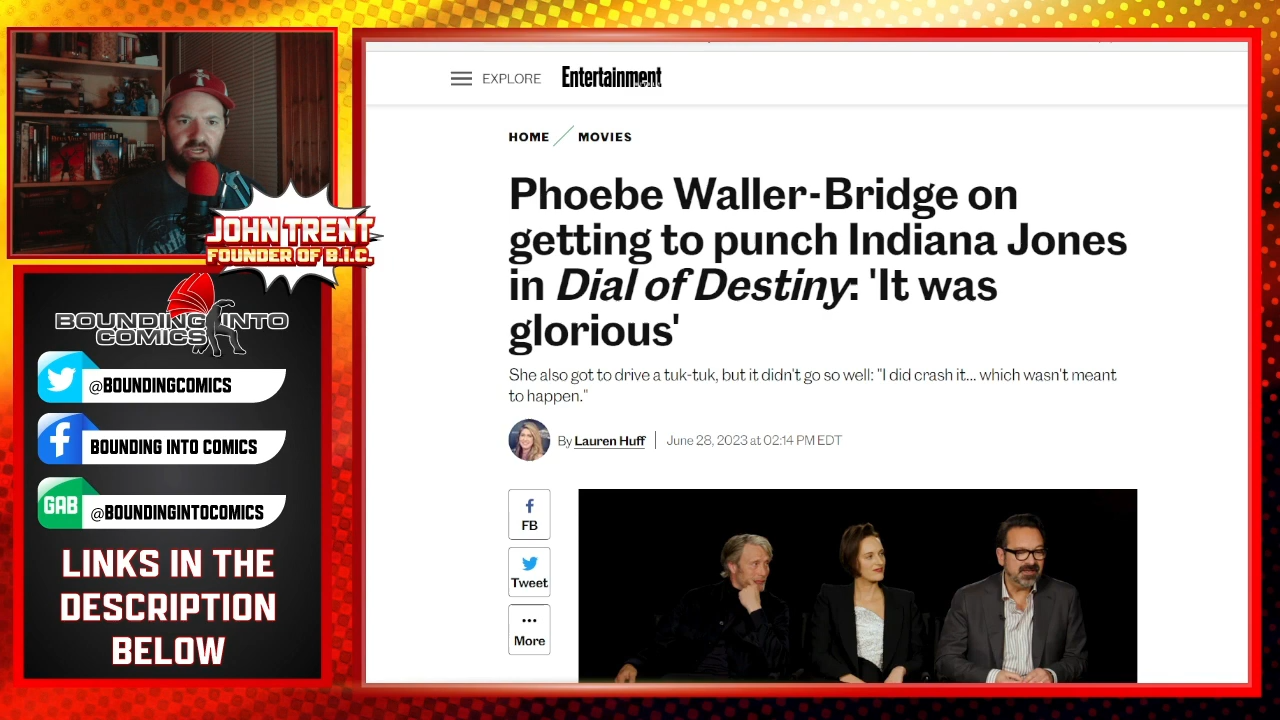 JOHN TRENT
FOUNDER OF B.I.C.
BOUNDING INTO
COMICS
@BOUNDINGCOMICS
BOUNDING INTO COMICS
GAB
@BOUNDINGINTOCOMICS
LINKS IN THE
DESCRIPTION
BELOW
EXPLORE
Entertainment
HOME
MOVIES
Phoebe Waller-Bridge on
getting to punch Indiana Jones
in Dial of Destiny: 'It was
glorious'
She also got to drive a tuk-tuk, but it didn't go so well: "I did crash it... which wasn't meant
to happen."
By Lauren Huff | June 28, 2023 at 02:14 PM EDT
FB
Tweet
More